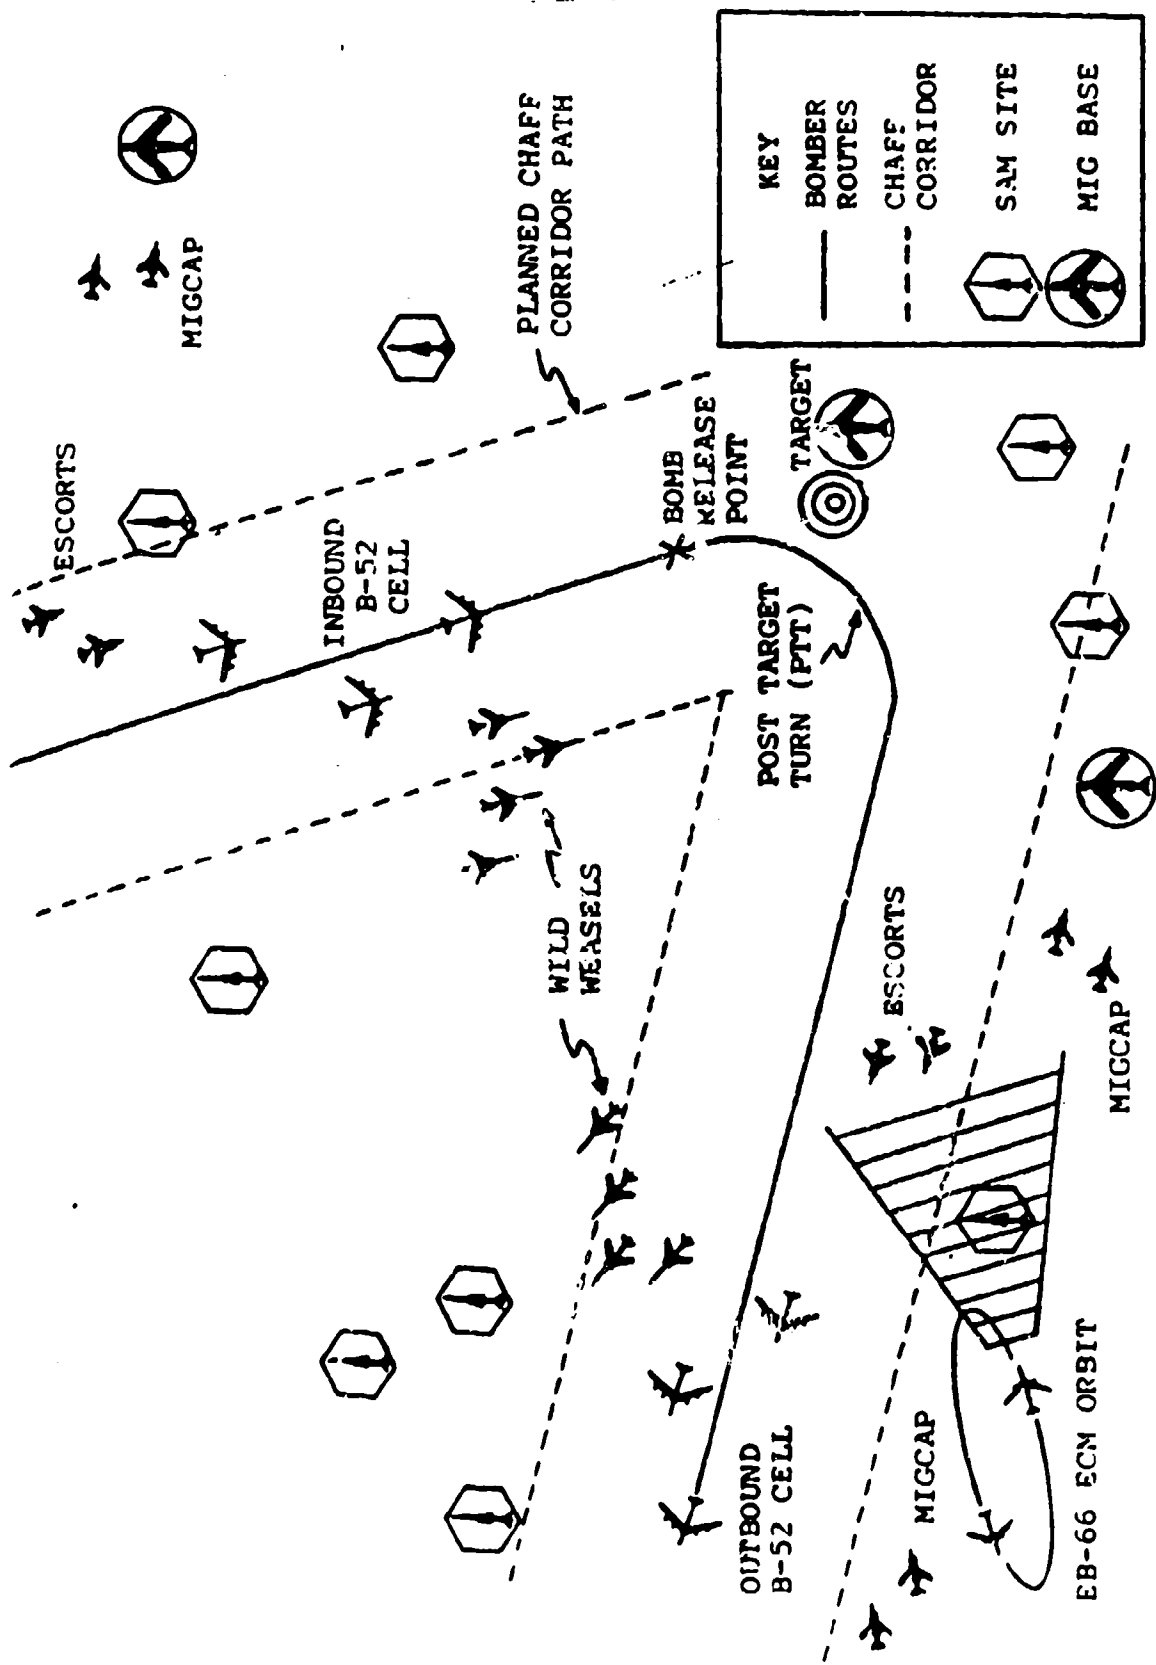 ESCORTS
MIGCAP
INBOUND
B-52
CELL
PLANNED CHAFF
CORRIDOR PATH
WILD
WEASELS
BOMB
RELEASE
POINT
OUTBOUND
B-52 CELL
POST TARGET
TURN (PTT)
TARGET
ESCORTS
MIGCAP
EB-66 ECM ORBIT
MIGCAP
KEY
BOMBER
ROUTES
CHAFF
CORRIDOR
SAM SITE
MIG BASE